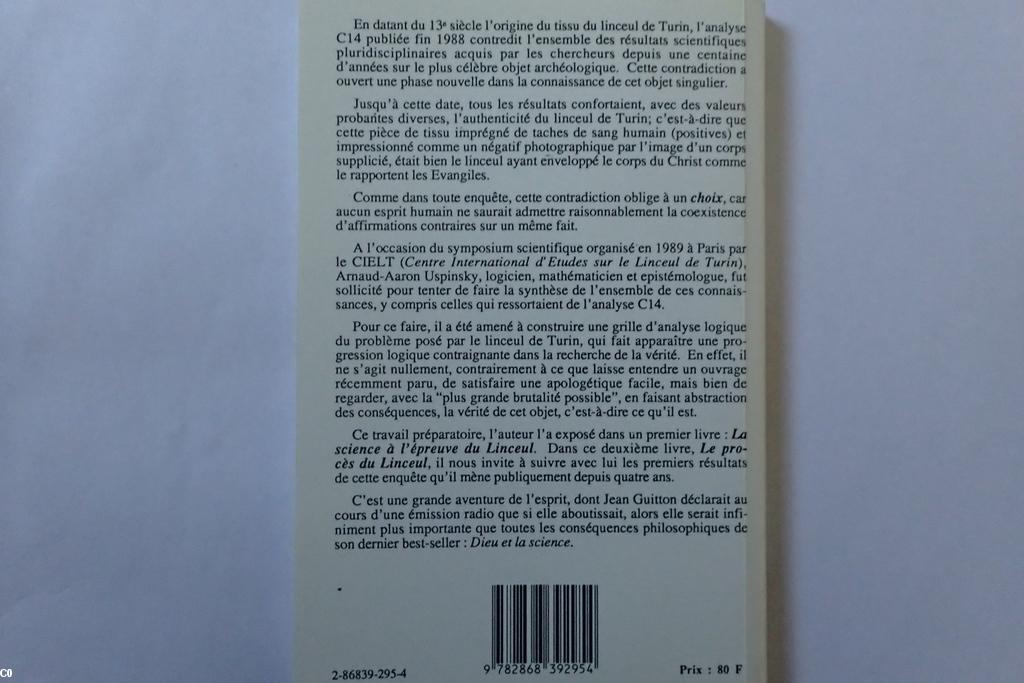 En datant du 13e siècle l'origine du tissu du linceul de Turin, l'analyse
C14 publiée fin 1988 contredit l'ensemble des résultats scientifiques
pluridisciplinaires acquis par les chercheurs depuis une centaine
d'années sur le plus célèbre objet archéologique. Cette contradiction a
ouvert une phase nouvelle dans la connaissance de cet objet singulier.
Jusqu'à cette date, tous les résultats confortaient, avec des valeurs
probantes diverses, l'authenticité du linceul de Turin; c'est-à-dire que
cette pièce de tissu imprégné de taches de sang humain (positives) et
impressionné comme un négatif photographique par l'image d'un corps
supplicié, était bien le linceul ayant enveloppé le corps du Christ comme
le rapportent les Evangiles.
Comme dans toute enquête, cette contradiction oblige à un choix, car
aucun esprit humain ne saurait admettre raisonnablement la coexistence
d'affirmations contraires sur un même fait.
A l'occasion du symposium scientifique organisé en 1989 à Paris par
le CIELT (Centre International d'Etudes sur le Linceul de Turin),
Arnaud-Aaron Uspinsky, logicien, mathématicien et epistémologue, fut
sollicité pour tenter de faire la synthèse de l'ensemble de ces connais-
sances, y compris celles qui ressortaient de l'analyse C14.
Pour ce faire, il a été amené à construire une grille d'analyse logique
du problème posé par le linceul de Turin, qui fait apparaître une pro-
gression logique contraignante dans la recherche de la vérité. En effet, il
ne s'agit nullement, contrairement à ce que laisse entendre un ouvrage
récemment paru, de satisfaire une apologétique facile, mais bien de
regarder, avec la "plus grande brutalité possible", en faisant abstraction
des conséquences, la vérité de cet objet, c'est-à-dire ce qu'il est.
Ce travail préparatoire, l'auteur l'a exposé dans un premier livre : La
science à l'épreuve du Linceul. Dans ce deuxième livre, Le pro-
cès du Linceul, il nous invite à suivre avec lui les premiers résultats
de cette enquête qu'il mène publiquement depuis quatre ans.
C'est une grande aventure de l'esprit, dont Jean Guitton déclarait au
cours d'une émission radio que si elle aboutissait, alors elle serait infi-
niment plus importante que toutes les conséquences philosophiques de
son dernier best-seller : Dieu et la science.
2-86839-295-4
9 782868 392954
Prix : 80 F
C0